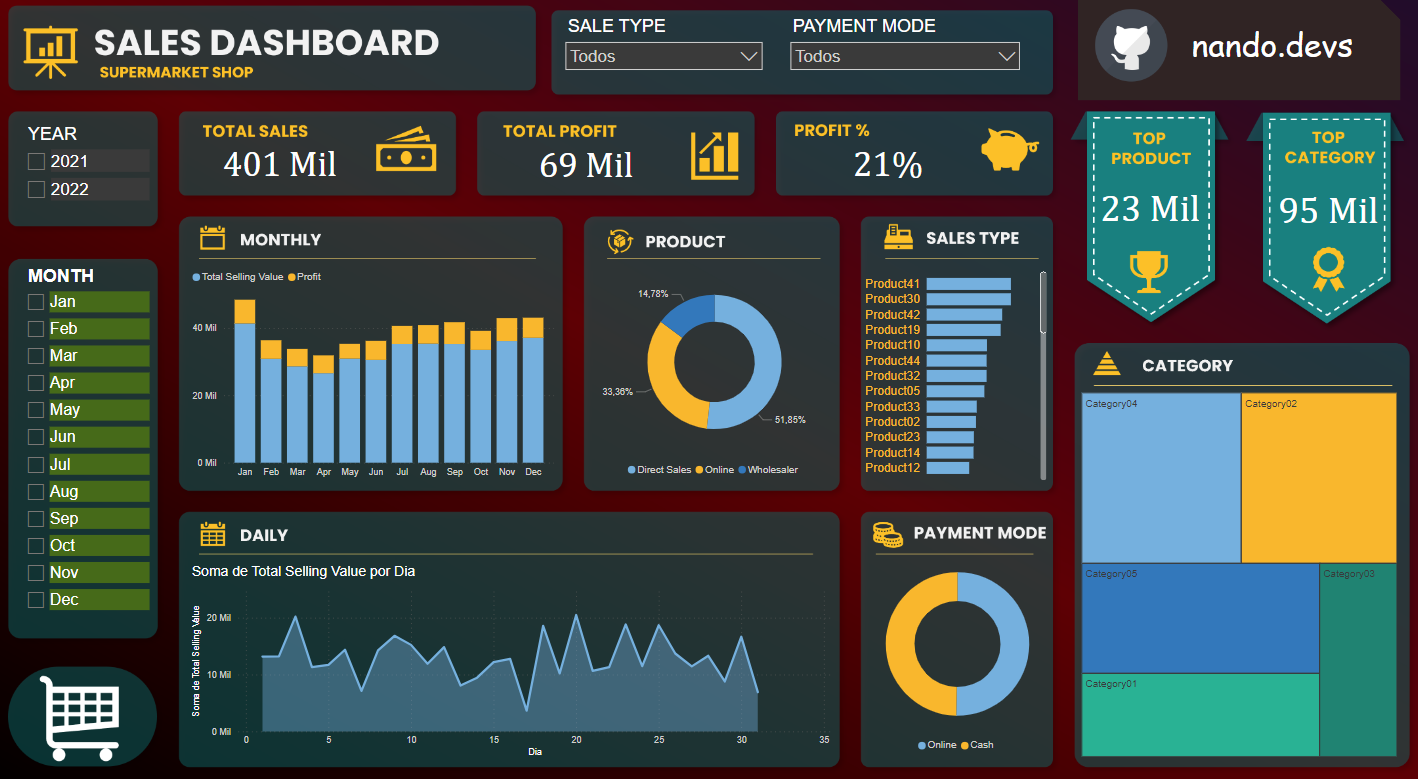 SALES DASHBOARD
SUPERMARKET SHOP
SALE TYPE
Todos
PAYMENT MODE
Todos
nando.devs
YEAR
2021
2022
TOTAL SALES
401 Mil
TOTAL PROFIT
69 Mil
PROFIT %
21%
TOP
PRODUCT
23 Mil
TOP
CATEGORY
95 Mil
MONTH
Jan
Feb
Mar
Apr
May
Jun
Jul
Aug
Sep
Oct
Nov
Dec
MONTHLY
Total Selling Value Profit
40 Mil
20 Mil
0 Mil
Jan Feb Mar Apr May Jun Jul Aug Sep Oct Nov Dec
PRODUCT
14,78%
33,36%
51,85%
Direct Sales Online Wholesaler
SALES TYPE
Product41
Product30
Product42
Product19
Product10
Product44
Product32
Product05
Product33
Product02
Product23
Product14
Product12
CATEGORY
Category04
Category02
Category05
Category03
Category01
DAILY
Soma de Total Selling Value por Dia
Soma de Total Selling Value
20 Mil
10 Mil
0 Mil
0 5 10 15 20 25 30 35
Dia
PAYMENT MODE
Online Cash